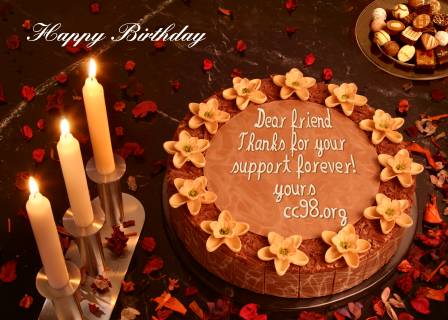 Happy Birthday
Dear friend
Thanks for your
support forever!
yours
cc98.org